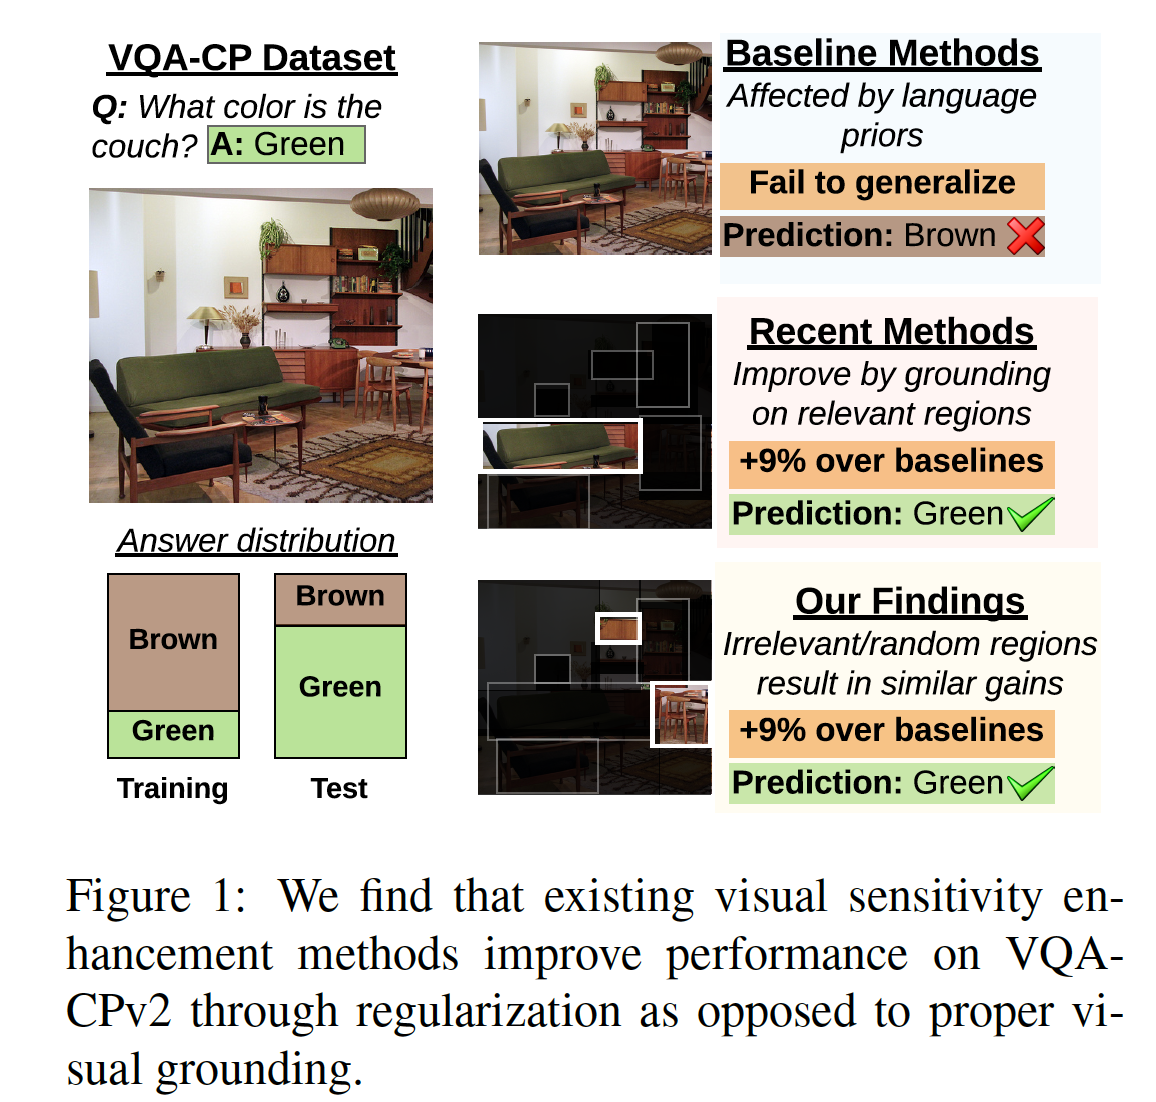 VQA-CP Dataset
Q: What color is the
couch? A: Green
Answer distribution
Brown
Green
Training
Brown
Green
Test
Baseline Methods
Affected by language
priors
Fail to generalize
Prediction: Brown
Recent Methods
Improve by grounding
on relevant regions
+9% over baselines
Prediction: Green
Our Findings
Irrelevant/random regions
result in similar gains
+9% over baselines
Prediction: Green
Figure 1: We find that existing visual sensitivity en-
hancement methods improve performance on VQA-
CPv2 through regularization as opposed to proper vi-
sual grounding.